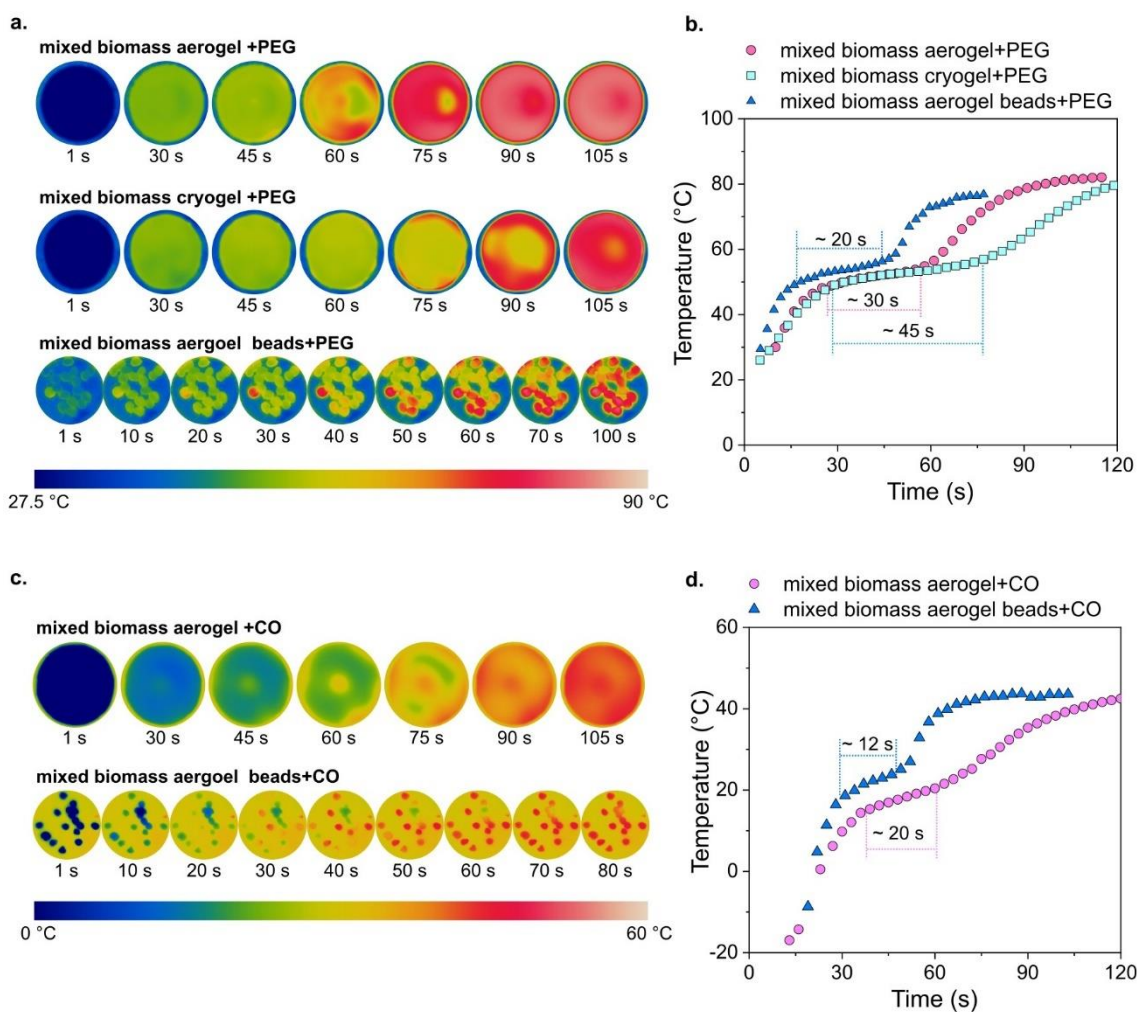 a.
mixed biomass aerogel +PEG
1 s 30 s 45 s 60 s 75 s 90 s 105 s
mixed biomass cryogel +PEG
1 s 30 s 45 s 60 s 75 s 90 s 105 s
mixed biomass aergoel beads+PEG
1 s 10 s 20 s 30 s 40 s 50 s 60 s 70 s 100 s
27.5 °C 90 °C
b.
mixed biomass aerogel+PEG
mixed biomass cryogel+PEG
mixed biomass aerogel beads+PEG
Temperature (°C)
100
80
60
40
20
0
~ 20 s
~ 30 s
~ 45 s
0 30 60 90 120
Time (s)
c.
mixed biomass aerogel +CO
1 s 30 s 45 s 60 s 75 s 90 s 105 s
mixed biomass aergoel beads+CO
1 s 10 s 20 s 30 s 40 s 50 s 60 s 70 s 80 s
0 °C 60 °C
d.
mixed biomass aerogel+CO
mixed biomass aerogel beads+CO
Temperature (°C)
60
40
20
0
-20
~ 12 s
~ 20 s
0 30 60 90 120
Time (s)